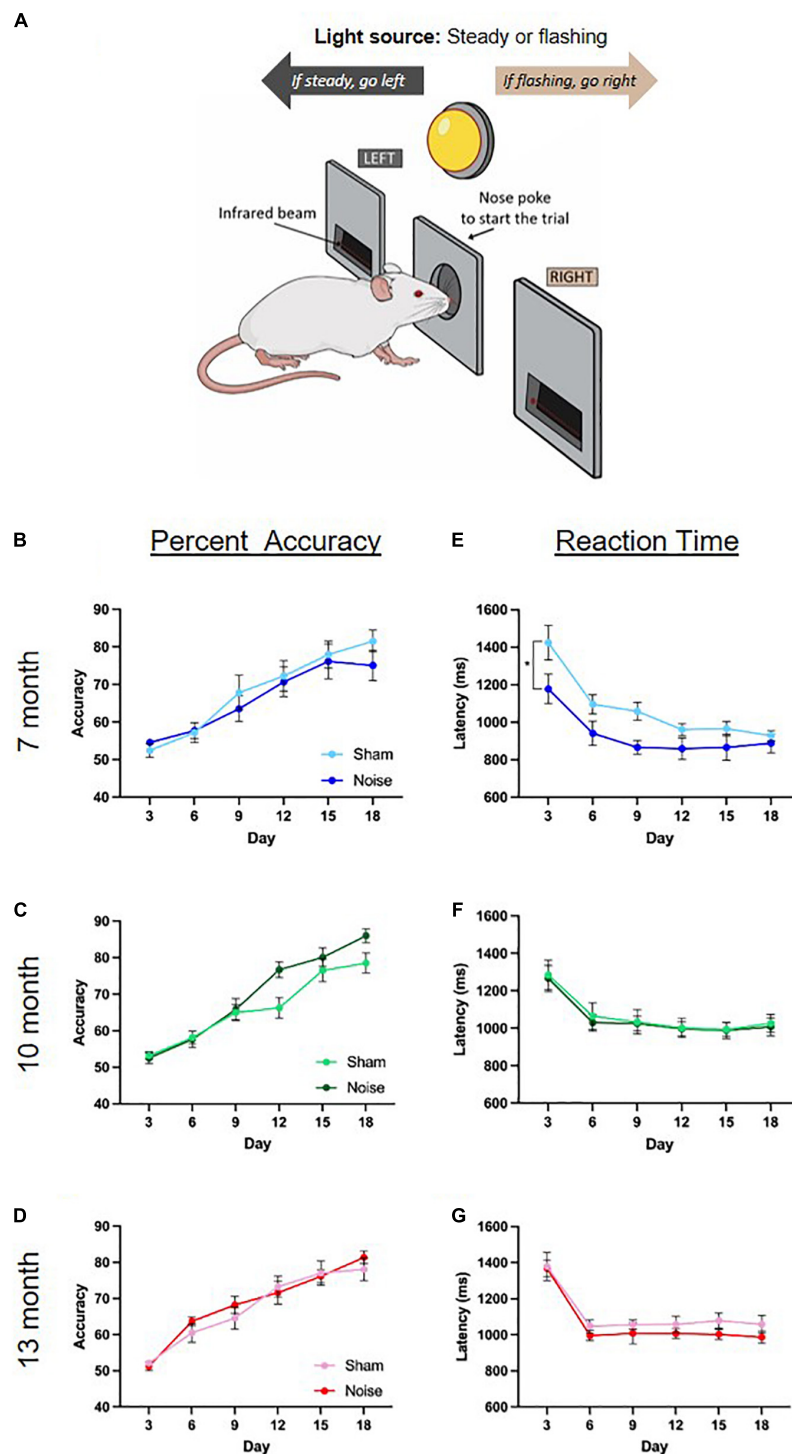 A
Light source: Steady or flashing
If steady, go left
If flashing, go right
LEFT
Infrared beam
Nose poke
to start the trial
RIGHT
B
Percent Accuracy
E
Reaction Time
7 month
Accuracy
90
80
70
60
50
40
Sham
Noise
3 6 9 12 15 18
Day
Latency (ms)
1600
1400
1200
1000
800
600
*
3 6 9 12 15 18
Day
C
F
10 month
Accuracy
90
80
70
60
50
40
Sham
Noise
3 6 9 12 15 18
Day
Latency (ms)
1600
1400
1200
1000
800
600
3 6 9 12 15 18
Day
D
G
13 month
Accuracy
90
80
70
60
50
40
Sham
Noise
3 6 9 12 15 18
Day
Latency (ms)
1600
1400
1200
1000
800
600
3 6 9 12 15 18
Day